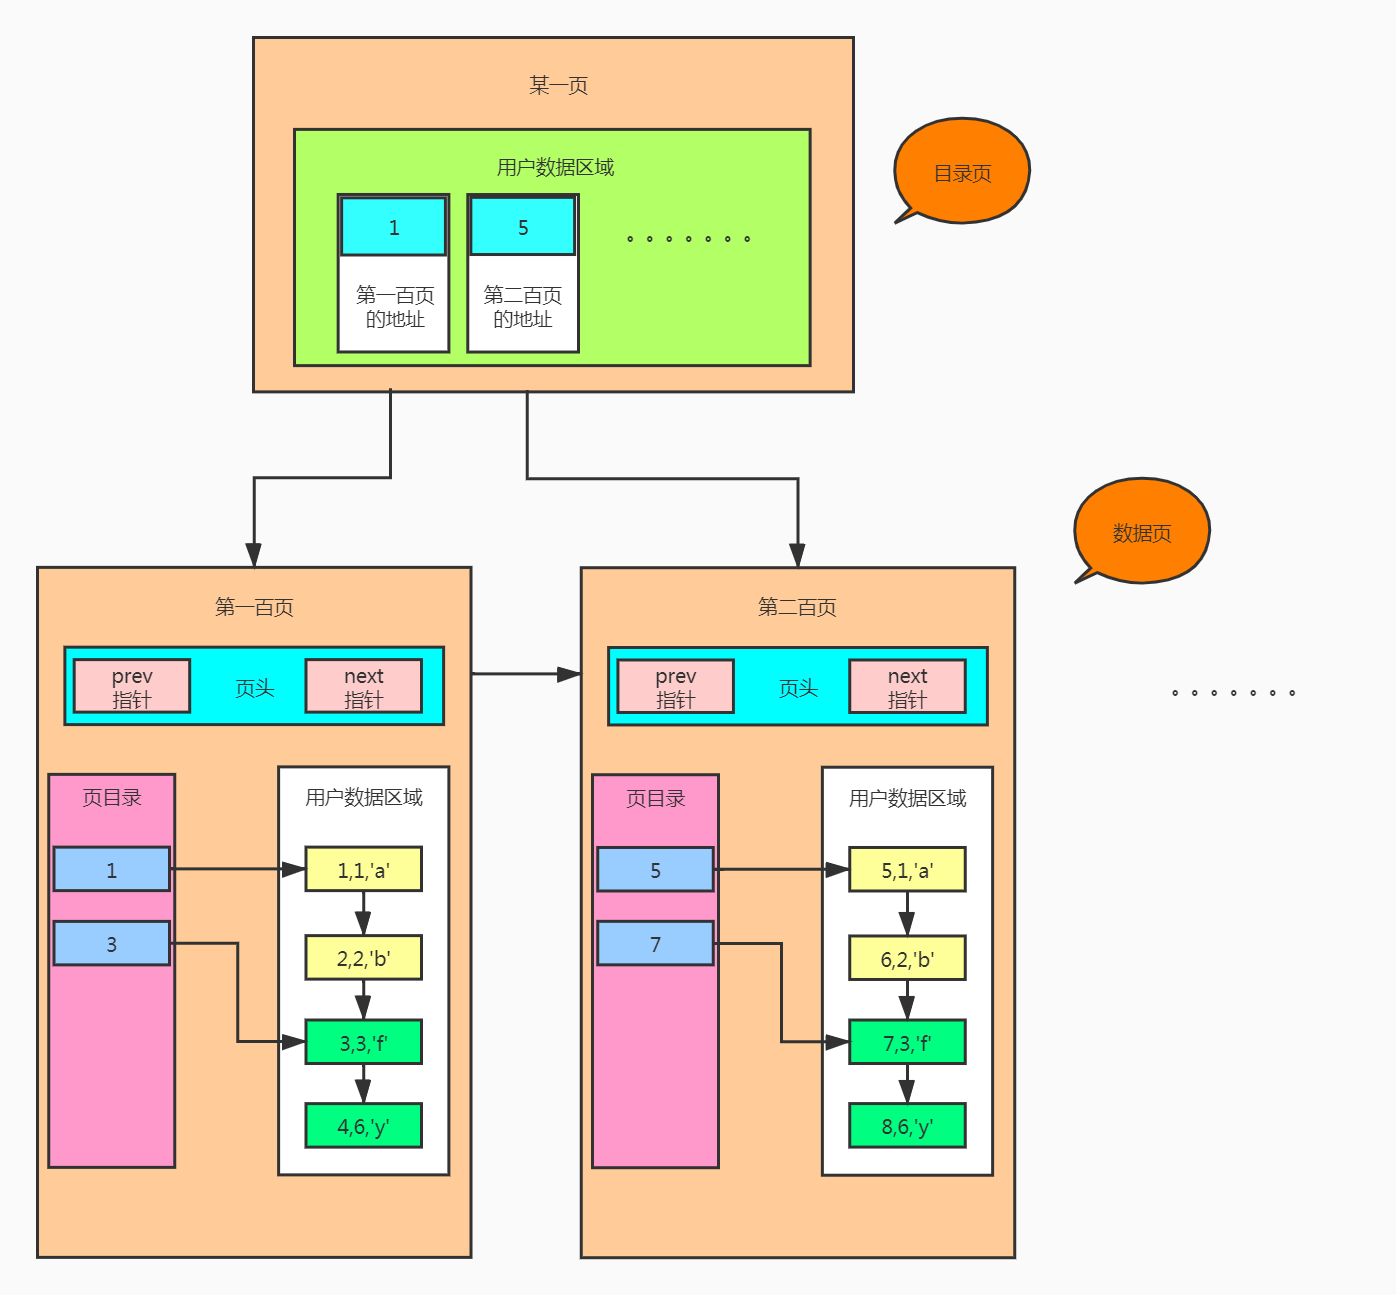 某一页
目录页
用户数据区域
1
5
。。。。。。。
第一百页
的地址
第二百页
的地址
数据页
第一百页
prev
指针
页头
next
指针
页目录
用户数据区域
1
1,1,'a'
3
2,2,'b'
3,3,'f'
4,6,'y'
第二百页
prev
指针
页头
next
指针
页目录
用户数据区域
5
5,1,'a'
7
6,2,'b'
7,3,'f'
8,6,'y'
。。。。。。。